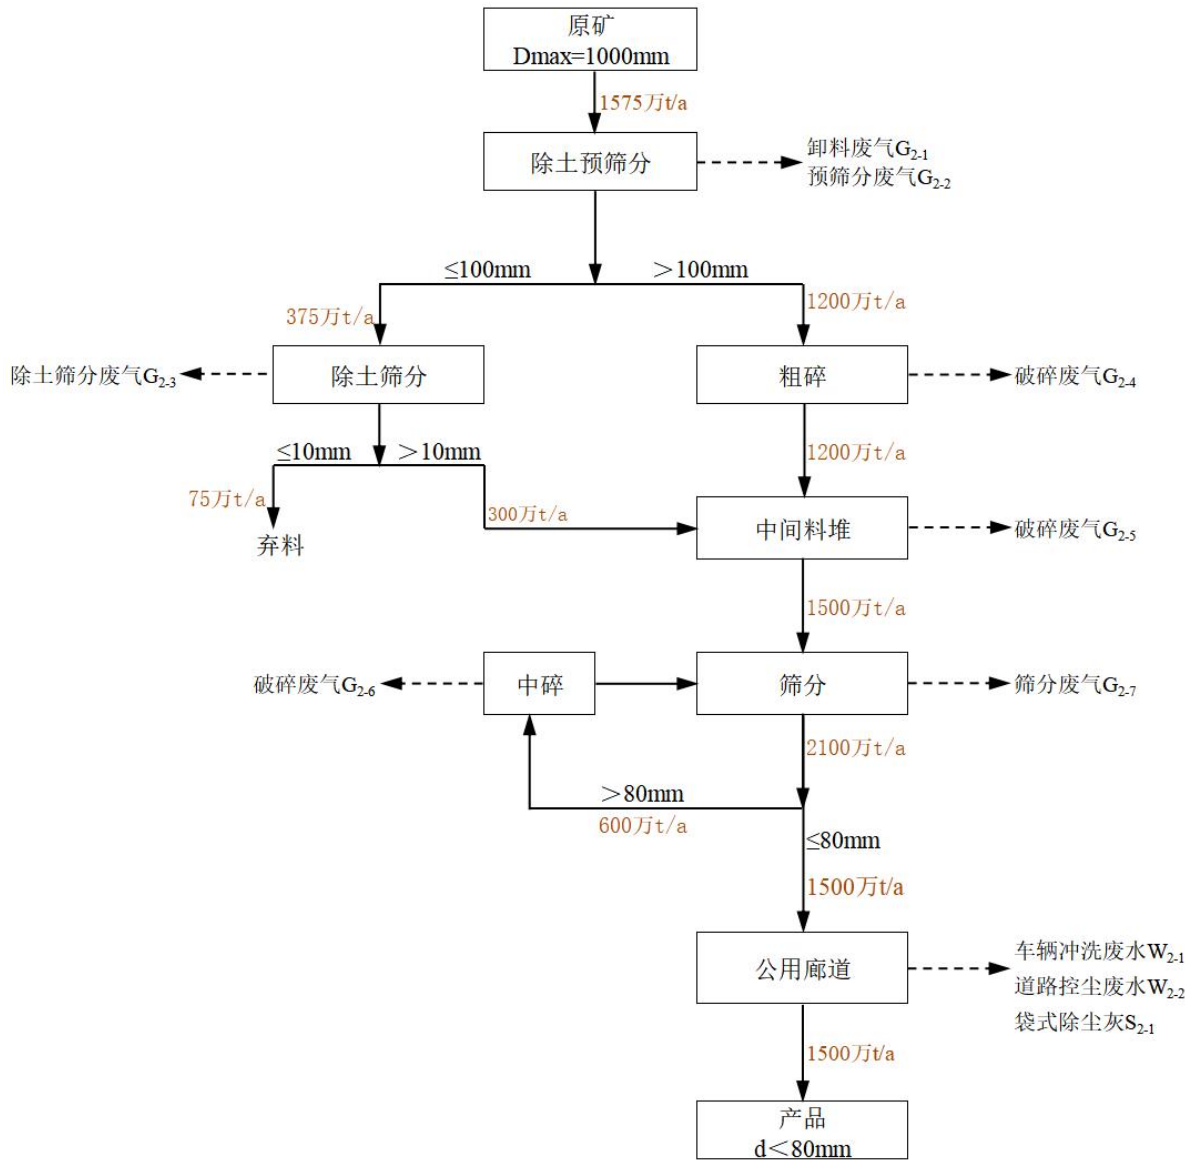 原矿
Dmax=1000mm
1575万t/a
除土预筛分
卸料废气G2-1
预筛分废气G2-2
≤100mm
＞100mm
375万t/a
1200万t/a
除土筛分废气G2-3
除土筛分
粗碎
破碎废气G2-4
≤10mm
＞10mm
1200万t/a
75万t/a
300万t/a
弃料
中间料堆
破碎废气G2-5
1500万t/a
破碎废气G2-6
中碎
筛分
筛分废气G2-7
2100万t/a
＞80mm
600万t/a
≤80mm
1500万t/a
公用廊道
车辆冲洗废水W2-1
道路控尘废水W2-2
袋式除尘灰S2-1
1500万t/a
产品
d＜80mm